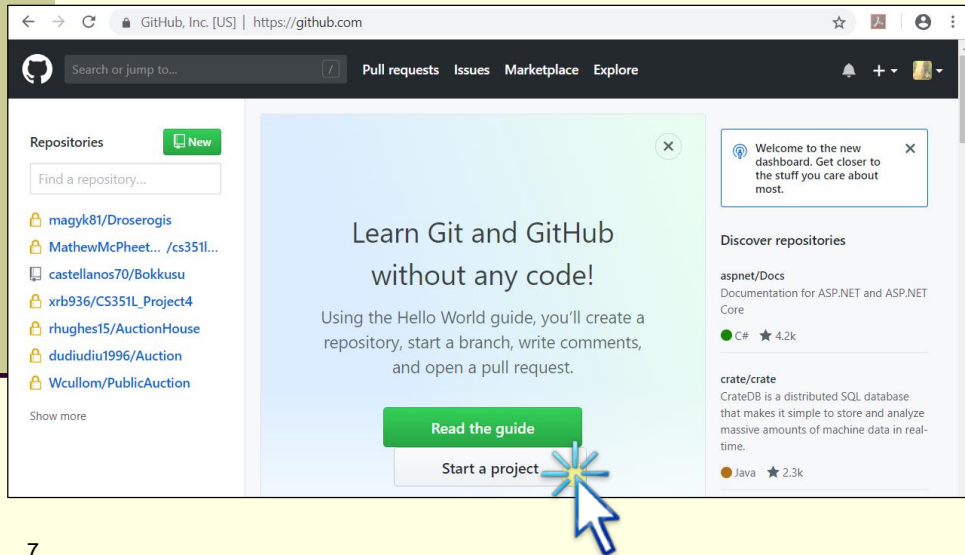 GitHub, Inc. [US] | https://github.com
Search or jump to...
/
Pull requests Issues Marketplace Explore
Repositories
New
Find a repository...
magyk81/Droserogis
MathewMcPheet... /cs351l...
castellanos70/Bokkusu
xrb936/CS351L_Project4
rhughes15/AuctionHouse
dudiudiu1996/Auction
Wcullom/PublicAuction
Show more
Learn Git and GitHub
without any code!
Using the Hello World guide, you’ll create a
repository, start a branch, write comments,
and open a pull request.
Read the guide
Start a project
Welcome to the new
dashboard. Get closer to
the stuff you care about
most.
Discover repositories
aspnet/Docs
Documentation for ASP.NET and ASP.NET
Core
C# ★ 4.2k
crate/crate
CrateDB is a distributed SQL database
that makes it simple to store and analyze
massive amounts of machine data in real-
time.
Java ★ 2.3k
7